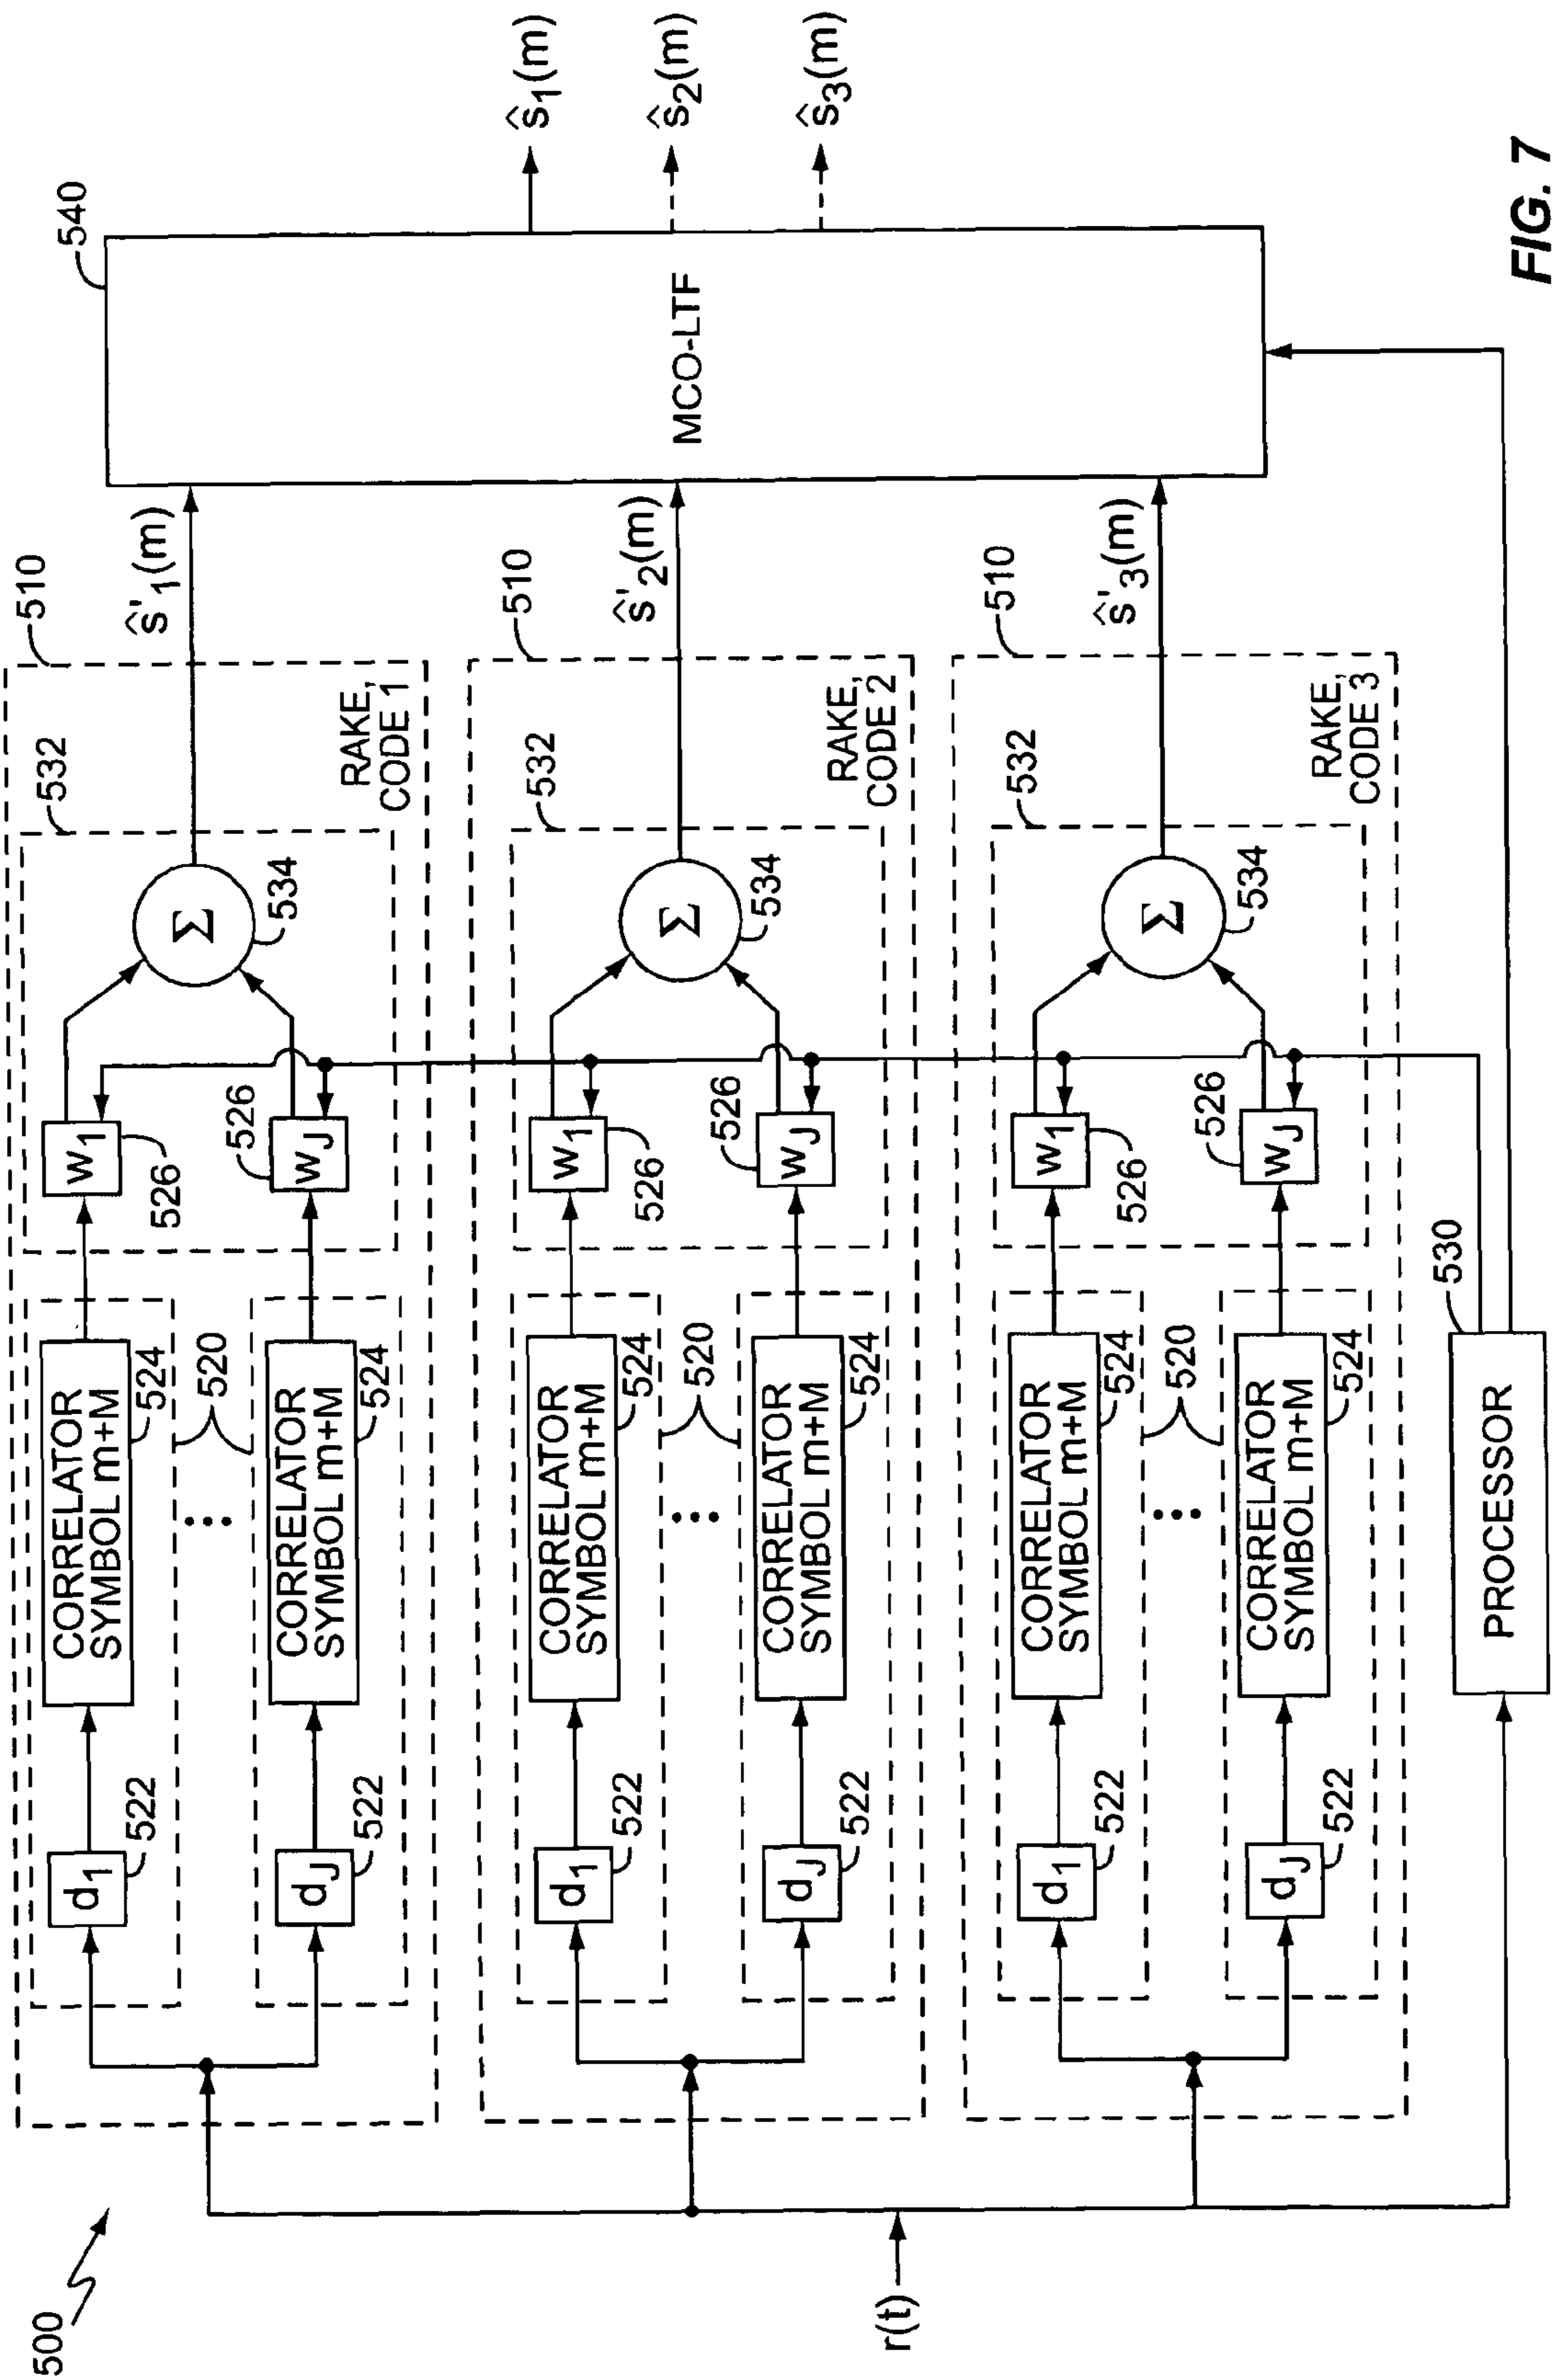 500
r(t)
510
RAKE,
CODE 1
520
d1
522
CORRELATOR
SYMBOL m+M
524
532
w1
526
Σ
534
ŝ'1(m)
...
dJ
522
CORRELATOR
SYMBOL m+M
524
526
wJ
510
RAKE,
CODE 2
520
d1
522
CORRELATOR
SYMBOL m+M
524
532
w1
526
Σ
534
ŝ'2(m)
...
dJ
522
CORRELATOR
SYMBOL m+M
524
526
wJ
510
RAKE,
CODE 3
520
d1
522
CORRELATOR
SYMBOL m+M
524
532
w1
526
Σ
534
ŝ'3(m)
...
dJ
522
CORRELATOR
SYMBOL m+M
524
526
wJ
530
PROCESSOR
540
MCO-LTF
ŝ1(m)
ŝ2(m)
ŝ3(m)
FIG. 7